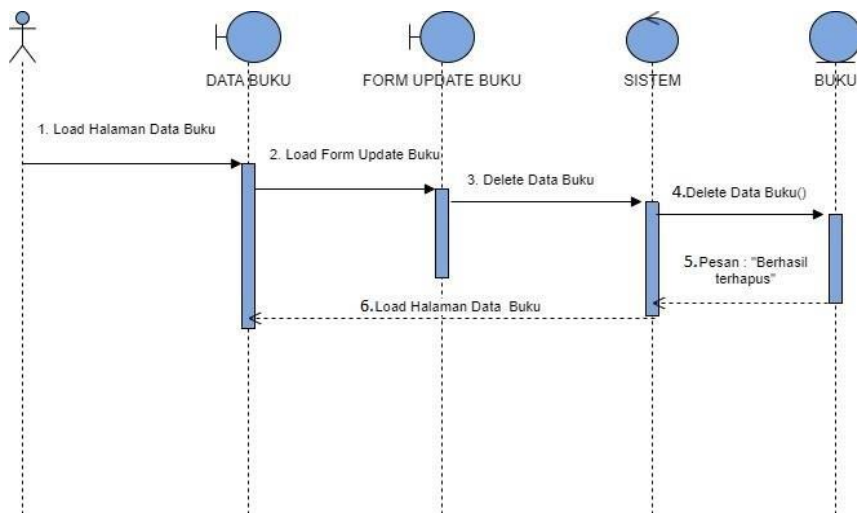 DATA BUKU
FORM UPDATE BUKU
SISTEM
BUKU
1. Load Halaman Data Buku
2. Load Form Update Buku
3. Delete Data Buku
4.Delete Data Buku()
5.Pesan : "Berhasil
terhapus"
6.Load Halaman Data Buku